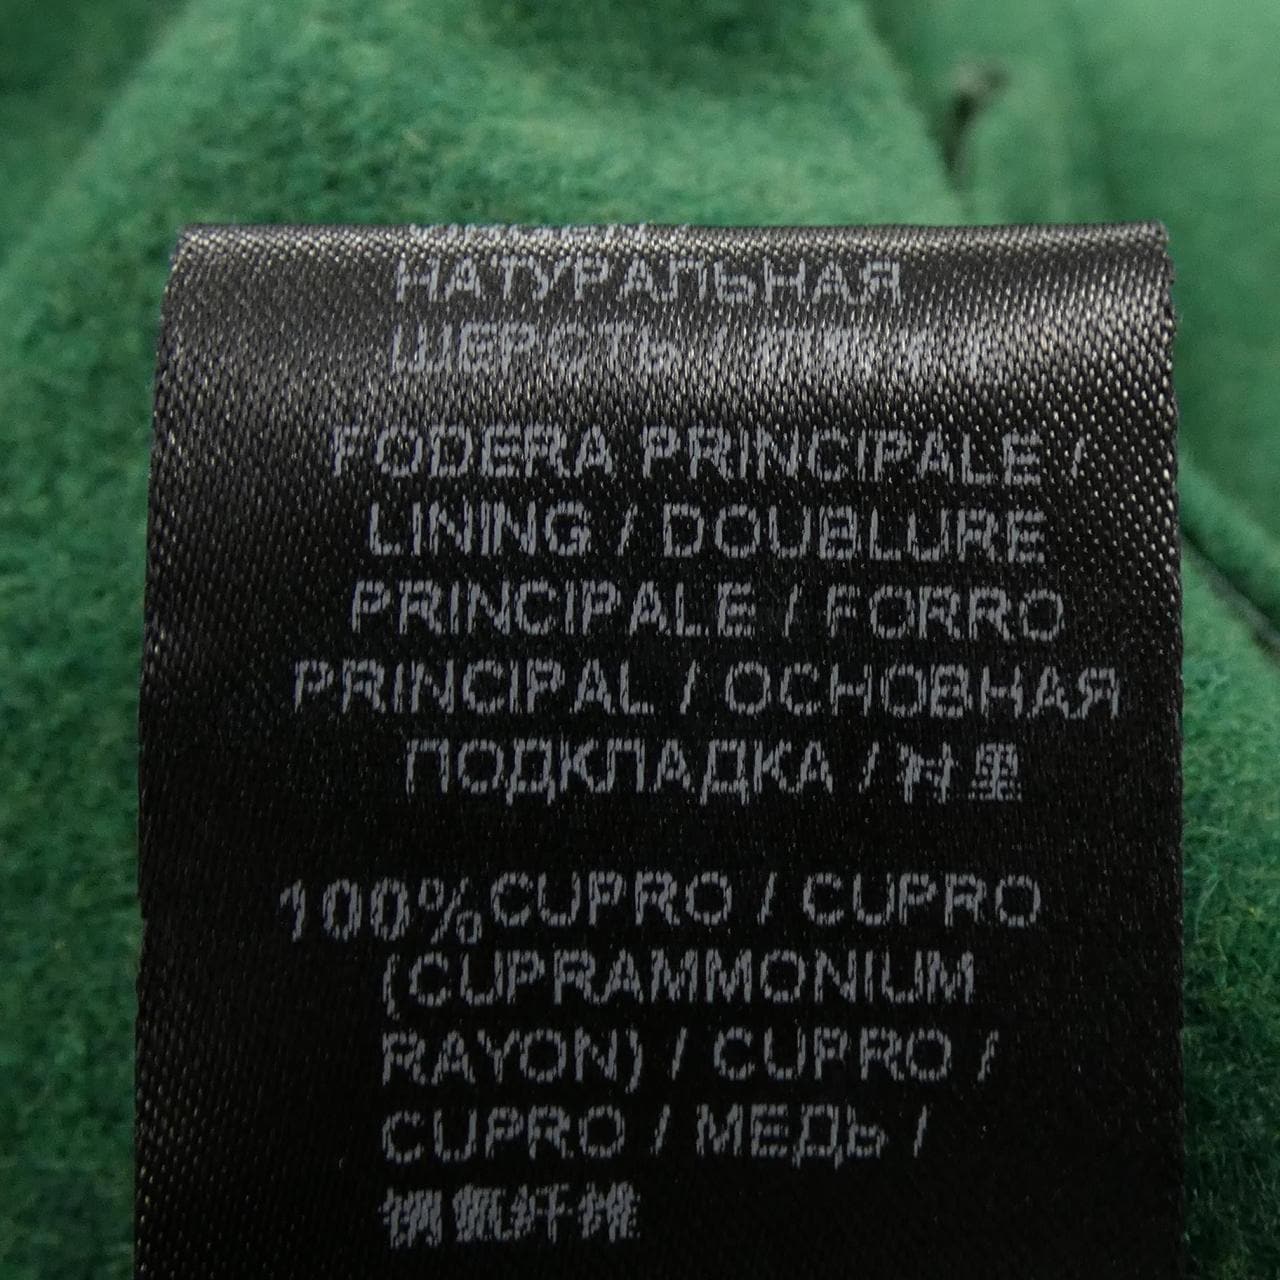 НАТУРАЛЬНАЯ
ШЕРСТЬ /
FODERA PRINCIPALE /
LINING / DOUBLURE
PRINCIPALE / FORRO
PRINCIPAL / ОСНОВНАЯ
ПОДКЛАДКА / 衬里
100% CUPRO / CUPRO
(CUPRAMMONIUM
RAYON) / CUPRO /
CUPRO / МЕДЬ /
铜氨纤维